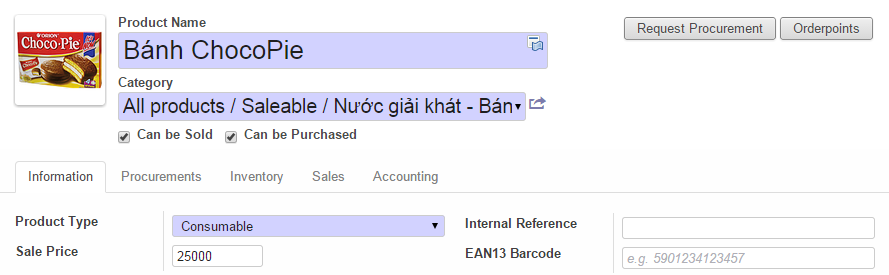 Product Name
Request Procurement
Orderpoints
ORION
Choco·Pie
Bánh ChocoPie
Category
All products / Saleable / Nước giải khát - Bán
Can be Sold
Can be Purchased
Information
Procurements
Inventory
Sales
Accounting
Product Type
Consumable
Internal Reference
Sale Price
25000
EAN13 Barcode
e.g. 5901234123457